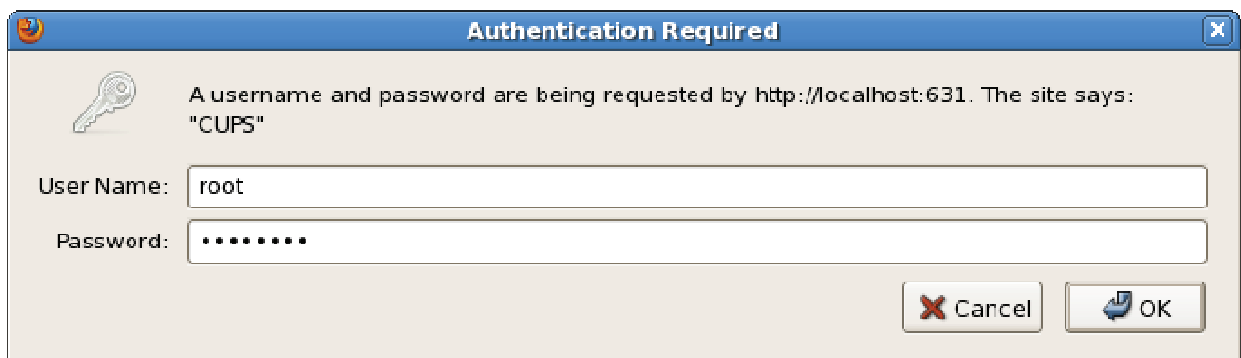 Authentication Required
A username and password are being requested by http://localhost:631. The site says:
"CUPS"
User Name: root
Password: ••••••••
Cancel OK